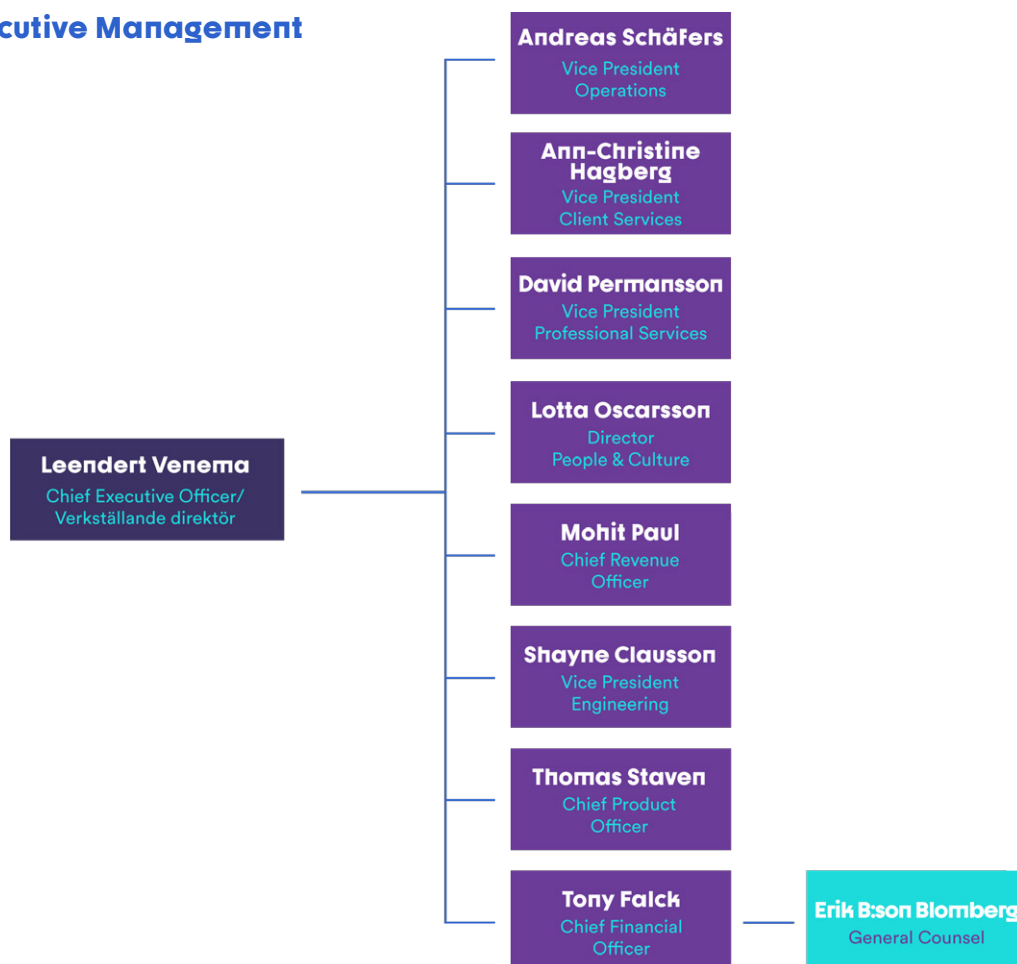 cutive Management
Andreas Schäfers
Vice President
Operations
Ann-Christine
Hagberg
Vice President
Client Services
David Permansson
Vice President
Professional Services
Lotta Oscarsson
Director
People & Culture
Leendert Venema
Chief Executive Officer/
Verkställande direktör
Mohit Paul
Chief Revenue
Officer
Shayne Clausson
Vice President
Engineering
Thomas Staven
Chief Product
Officer
Tony Falck
Chief Financial
Officer
Erik B:son Blomberg
General Counsel